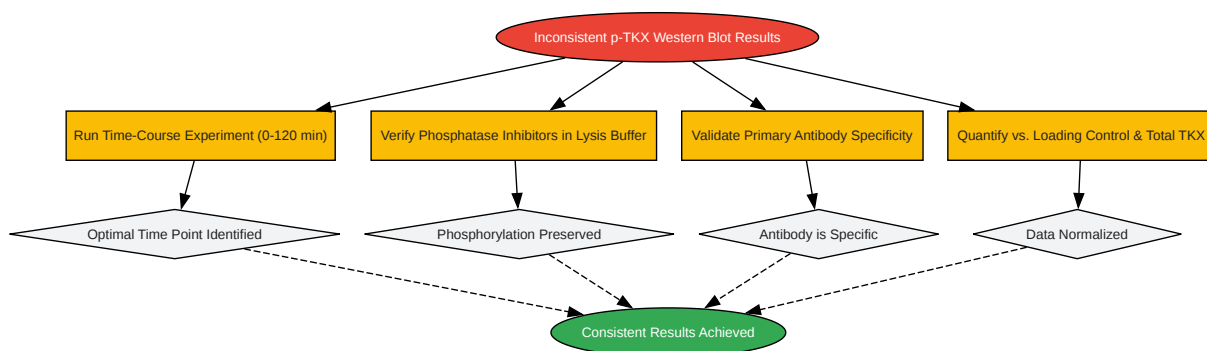 Inconsistent p-TKX Western Blot Results
Run Time-Course Experiment (0-120 min)
Verify Phosphatase Inhibitors in Lysis Buffer
Validate Primary Antibody Specificity
Quantify vs. Loading Control & Total TKX
Optimal Time Point Identified
Phosphorylation Preserved
Antibody is Specific
Data Normalized
Consistent Results Achieved